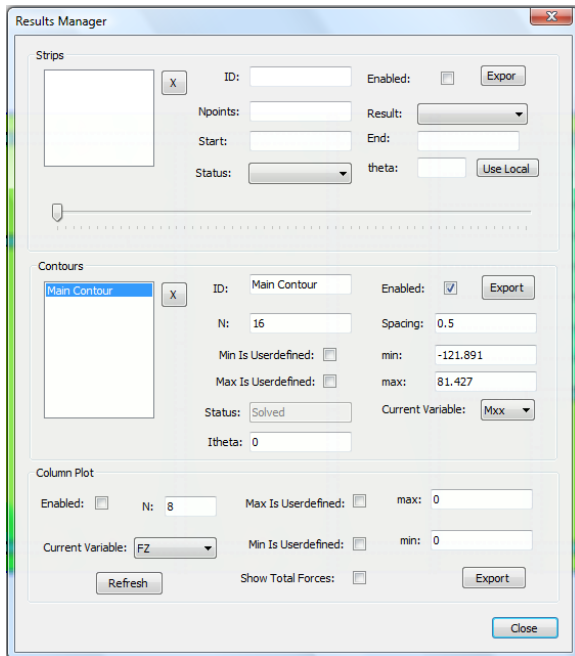 Results Manager
Strips
X
ID:
Enabled:
Expor
Npoints:
Result:
Start:
End:
Status:
theta:
Use Local
Contours
Main Contour
X
ID:
Main Contour
Enabled:
Export
N:
16
Spacing:
0.5
Min Is Userdefined:
min:
-121.891
Max Is Userdefined:
max:
81.427
Status:
Solved
Current Variable:
Mxx
Itheta:
0
Column Plot
Enabled:
N:
8
Max Is Userdefined:
max:
0
Current Variable:
FZ
Min Is Userdefined:
min:
0
Refresh
Show Total Forces:
Export
Close